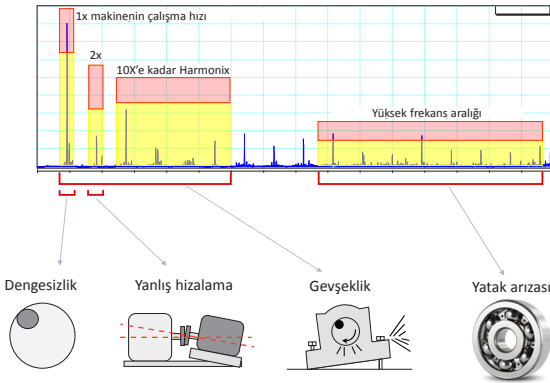 1x makinenin çalışma hızı
2x
10X'e kadar Harmonix
Yüksek frekans aralığı
Dengesizlik
Yanlış hizalama
Gevşeklik
Yatak arızası